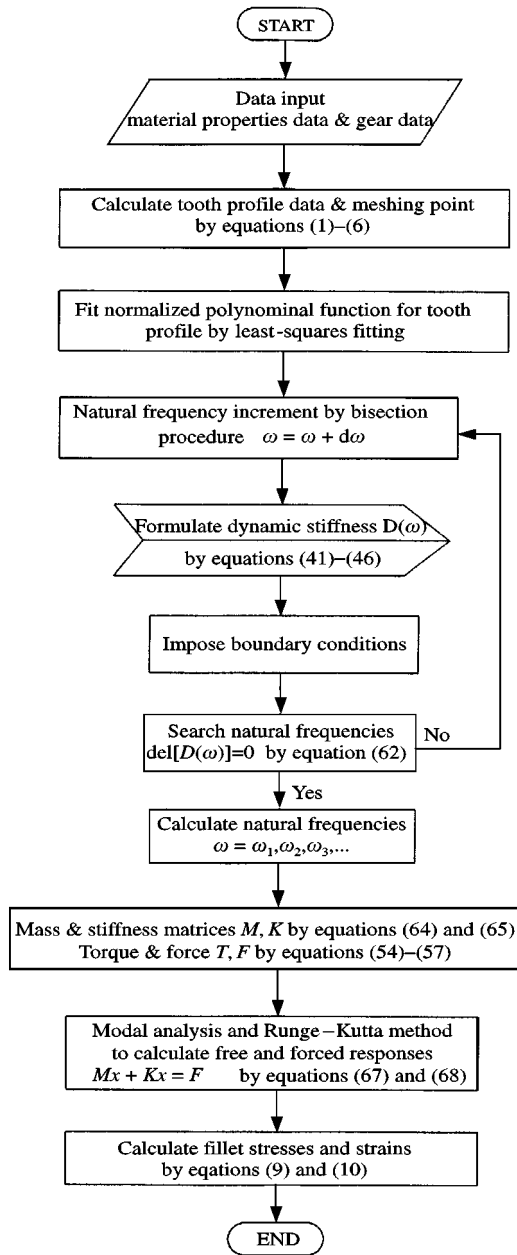 START
Data input
material properties data & gear data
Calculate tooth profile data & meshing point
by equations (1)–(6)
Fit normalized polynominal function for tooth
profile by least-squares fitting
Natural frequency increment by bisection
procedure ω = ω + dω
Formulate dynamic stiffness D(ω)
by equations (41)–(46)
Impose boundary conditions
Search natural frequencies
del[D(ω)]=0 by equation (62)
No
Yes
Calculate natural frequencies
ω = ω₁,ω₂,ω₃,...
Mass & stiffness matrices M, K by equations (64) and (65)
Torque & force T, F by equations (54)–(57)
Modal analysis and Runge–Kutta method
to calculate free and forced responses
Mx + Kx = F by equations (67) and (68)
Calculate fillet stresses and strains
by eqations (9) and (10)
END